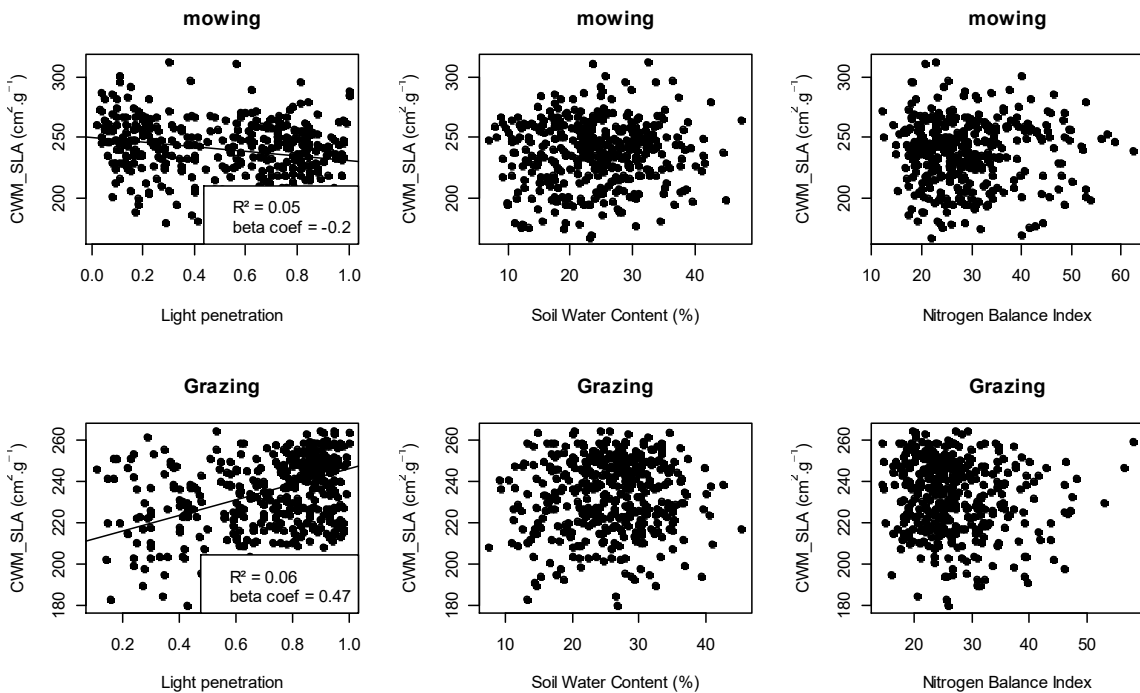 mowing
mowing
mowing
CWM_SLA (cm².g⁻¹)
300
250
200
R² = 0.05
beta coef = -0.2
0.0 0.2 0.4 0.6 0.8 1.0
Light penetration
CWM_SLA (cm².g⁻¹)
300
250
200
10 20 30 40
Soil Water Content (%)
CWM_SLA (cm².g⁻¹)
300
250
200
10 20 30 40 50 60
Nitrogen Balance Index
Grazing
Grazing
Grazing
CWM_SLA (cm².g⁻¹)
260
240
220
200
180
R² = 0.06
beta coef = 0.47
0.2 0.4 0.6 0.8 1.0
Light penetration
CWM_SLA (cm².g⁻¹)
260
240
220
200
180
10 20 30 40
Soil Water Content (%)
CWM_SLA (cm².g⁻¹)
260
240
220
200
180
20 30 40 50
Nitrogen Balance Index